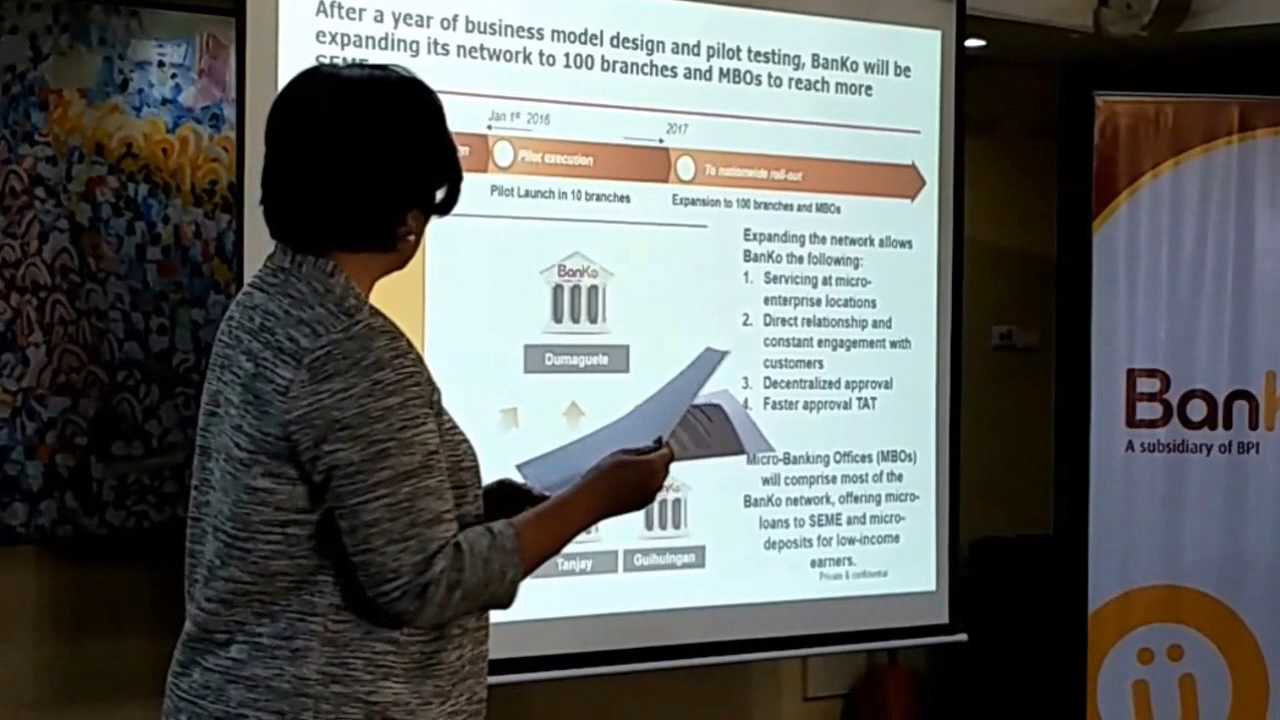 After a year of business model design and pilot testing, BanKo will be
expanding its network to 100 branches and MBOs to reach more
SEME
Jan 1st 2016
2017
Pilot execution
To nationwide roll-out
Pilot Launch in 10 branches
Expansion to 100 branches and MBOs
Expanding the network allows
BanKo the following:
1. Servicing at micro-
enterprise locations
2. Direct relationship and
constant engagement with
customers
3. Decentralized approval
4. Faster approval TAT
BanKo
Dumaguete
Micro-Banking Offices (MBOs)
will comprise most of the
BanKo network, offering micro-
loans to SEME and micro-
deposits for low-income
earners.
Tanjay
Guihulngan
Private & confidential
BanK
A subsidiary of BPI